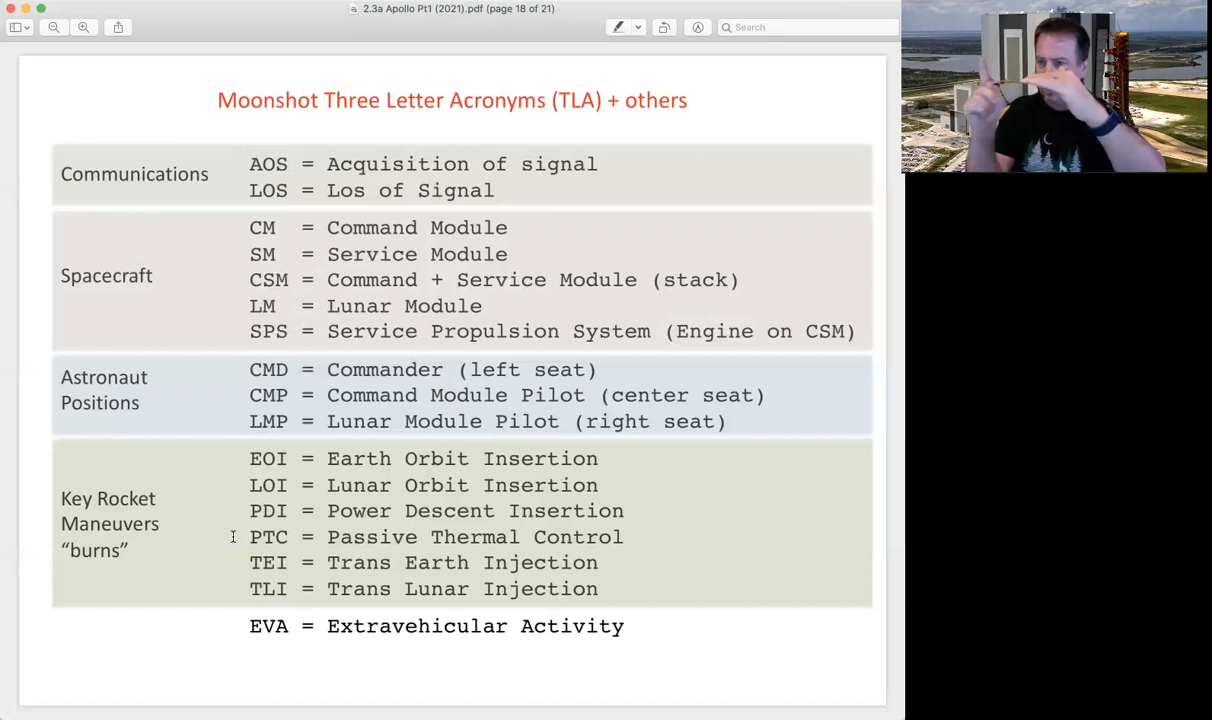 2.3a Apollo Pt1 (2021).pdf (page 18 of 21)
Search
Moonshot Three Letter Acronyms (TLA) + others
Communications
AOS = Acquisition of signal
LOS = Los of Signal
Spacecraft
CM = Command Module
SM = Service Module
CSM = Command + Service Module (stack)
LM = Lunar Module
SPS = Service Propulsion System (Engine on CSM)
Astronaut
Positions
CMD = Commander (left seat)
CMP = Command Module Pilot (center seat)
LMP = Lunar Module Pilot (right seat)
Key Rocket
Maneuvers
“burns”
EOI = Earth Orbit Insertion
LOI = Lunar Orbit Insertion
PDI = Power Descent Insertion
PTC = Passive Thermal Control
TEI = Trans Earth Injection
TLI = Trans Lunar Injection
EVA = Extravehicular Activity